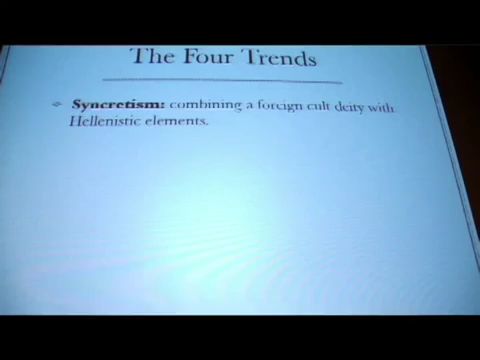 The Four Trends
Syncretism: combining a foreign cult deity with
Hellenistic elements.